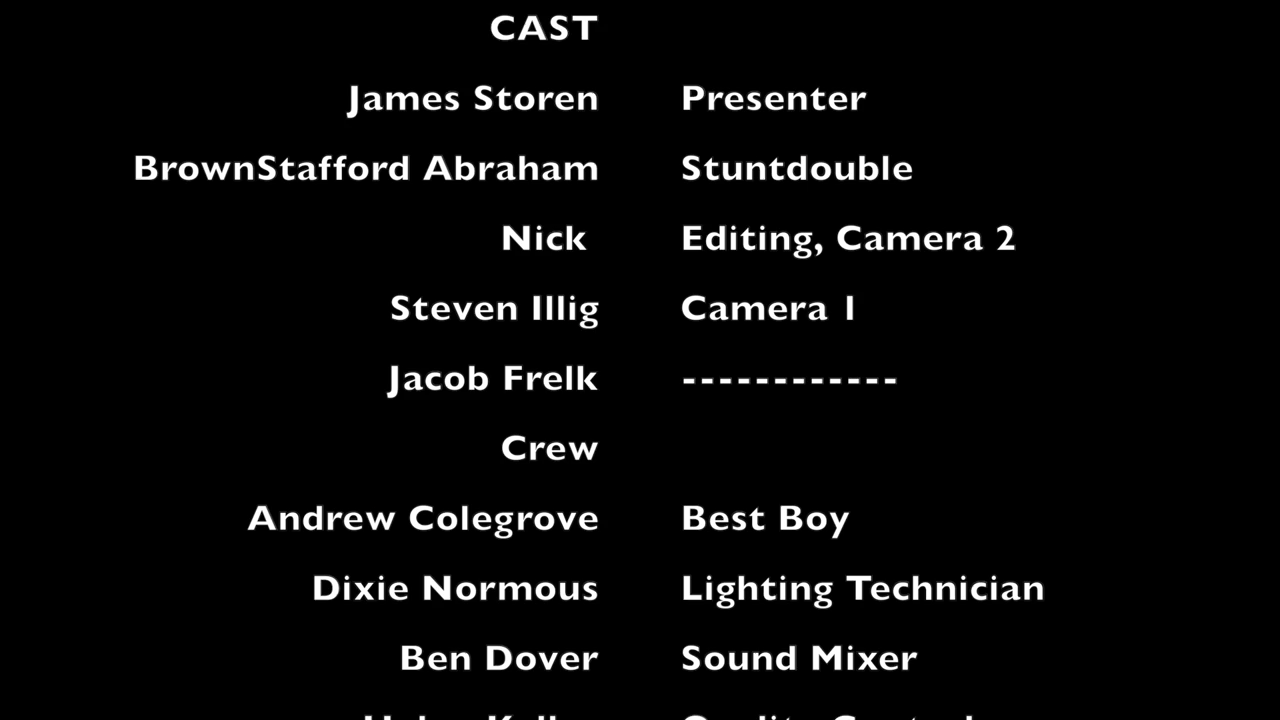 CAST
James Storen Presenter
BrownStafford Abraham Stuntdouble
Nick Editing, Camera 2
Steven Illig Camera 1
Jacob Frelk ------------
Crew
Andrew Colegrove Best Boy
Dixie Normous Lighting Technician
Ben Dover Sound Mixer